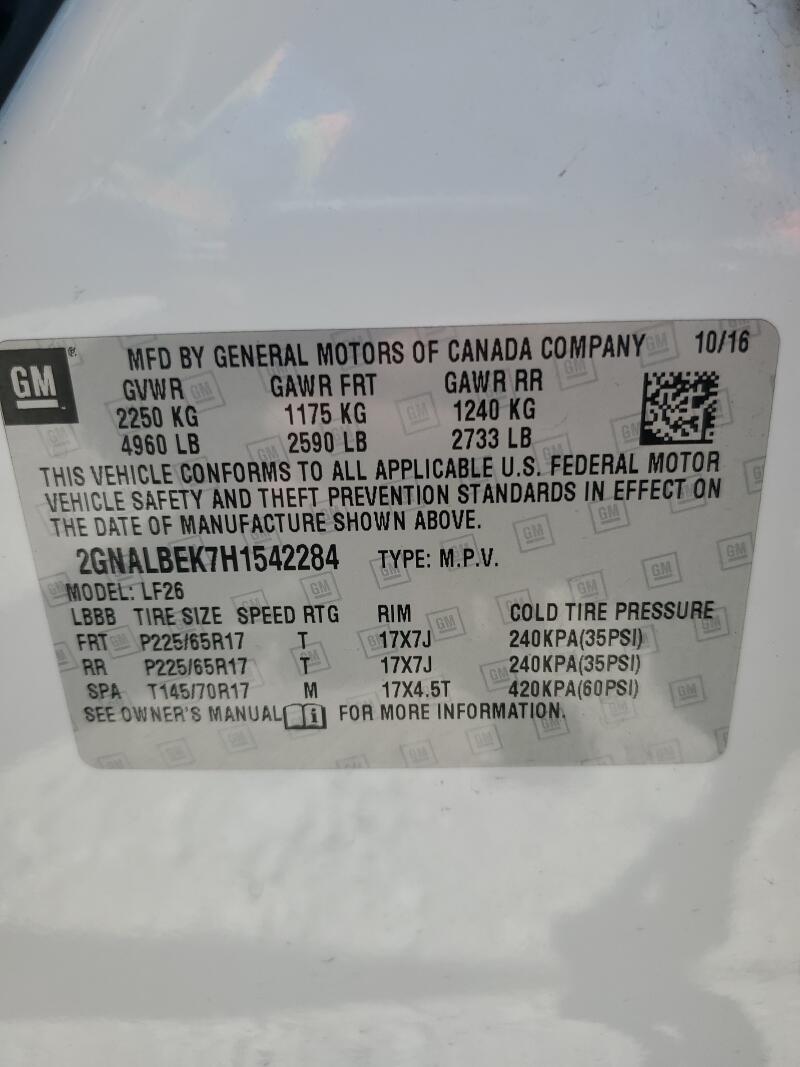 GM
MFD BY GENERAL MOTORS OF CANADA COMPANY 10/16
GVWR GAWR FRT GAWR RR
2250 KG 1175 KG 1240 KG
4960 LB 2590 LB 2733 LB
THIS VEHICLE CONFORMS TO ALL APPLICABLE U.S. FEDERAL MOTOR
VEHICLE SAFETY AND THEFT PREVENTION STANDARDS IN EFFECT ON
THE DATE OF MANUFACTURE SHOWN ABOVE.
2GNALBEK7H1542284 TYPE: M.P.V.
MODEL: LF26
LBBB TIRE SIZE SPEED RTG RIM COLD TIRE PRESSURE
FRT P225/65R17 T 17X7J 240KPA(35PSI)
RR P225/65R17 T 17X7J 240KPA(35PSI)
SPA T145/70R17 M 17X4.5T 420KPA(60PSI)
SEE OWNER'S MANUAL FOR MORE INFORMATION.